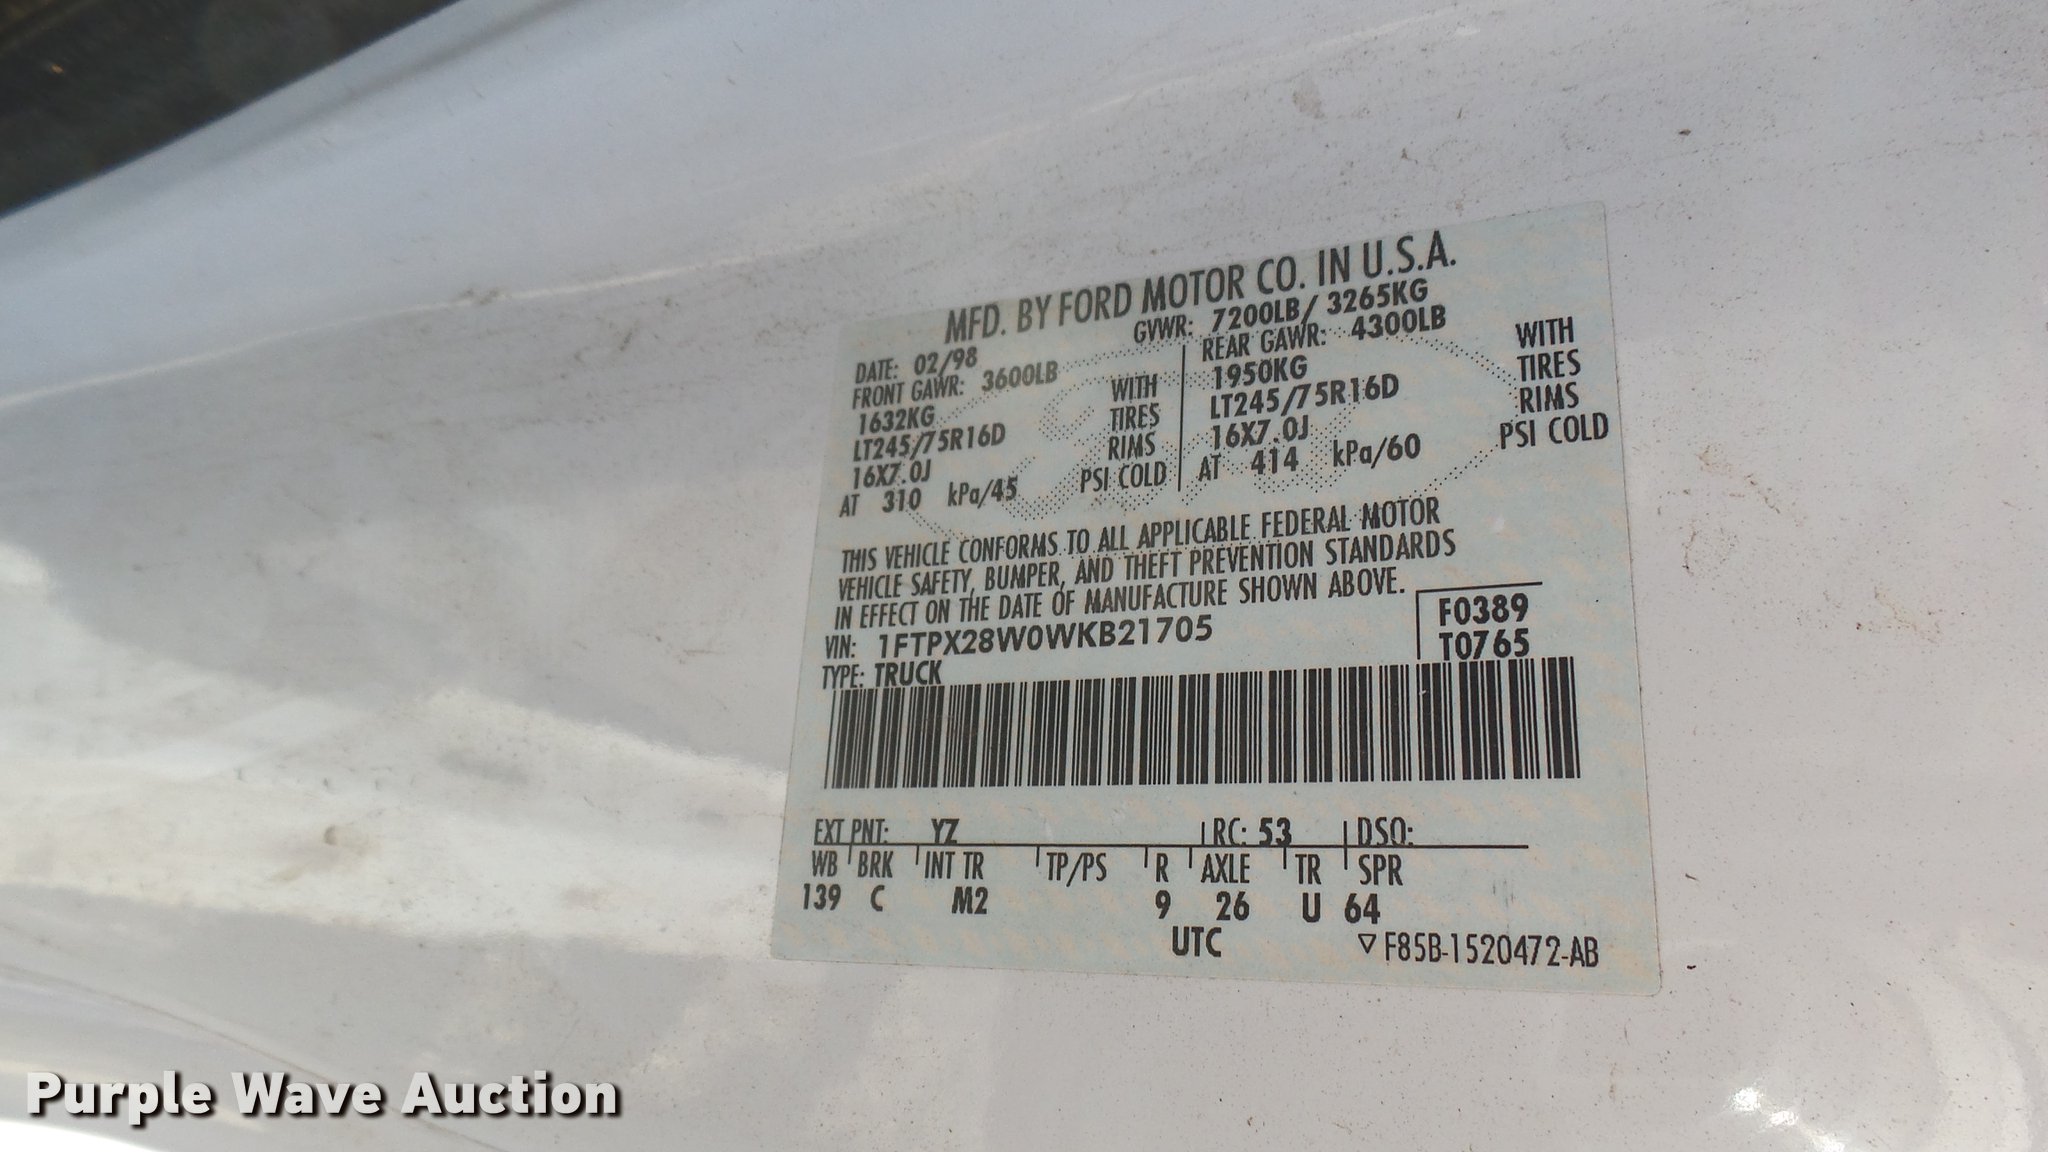 MFD. BY FORD MOTOR CO. IN U.S.A.
DATE: 02/98 GVWR: 7200LB/ 3265KG
FRONT GAWR: 3600LB REAR GAWR: 4300LB
1632KG WITH 1950KG WITH
LT245/75R16D TIRES LT245/75R16D TIRES
16X7.0J RIMS 16X7.0J RIMS
AT 310 kPa/45 PSI COLD AT 414 kPa/60 PSI COLD
THIS VEHICLE CONFORMS TO ALL APPLICABLE FEDERAL MOTOR
VEHICLE SAFETY, BUMPER, AND THEFT PREVENTION STANDARDS
IN EFFECT ON THE DATE OF MANUFACTURE SHOWN ABOVE.
VIN: 1FTPX28W0WKB21705 F0389
TYPE: TRUCK T0765
EXT PNT: YZ RC: 53 DSO:
WB BRK INT TR TP/PS R AXLE TR SPR
139 C M2 9 26 U 64
UTC F85B-1520472-AB
Purple Wave Auction